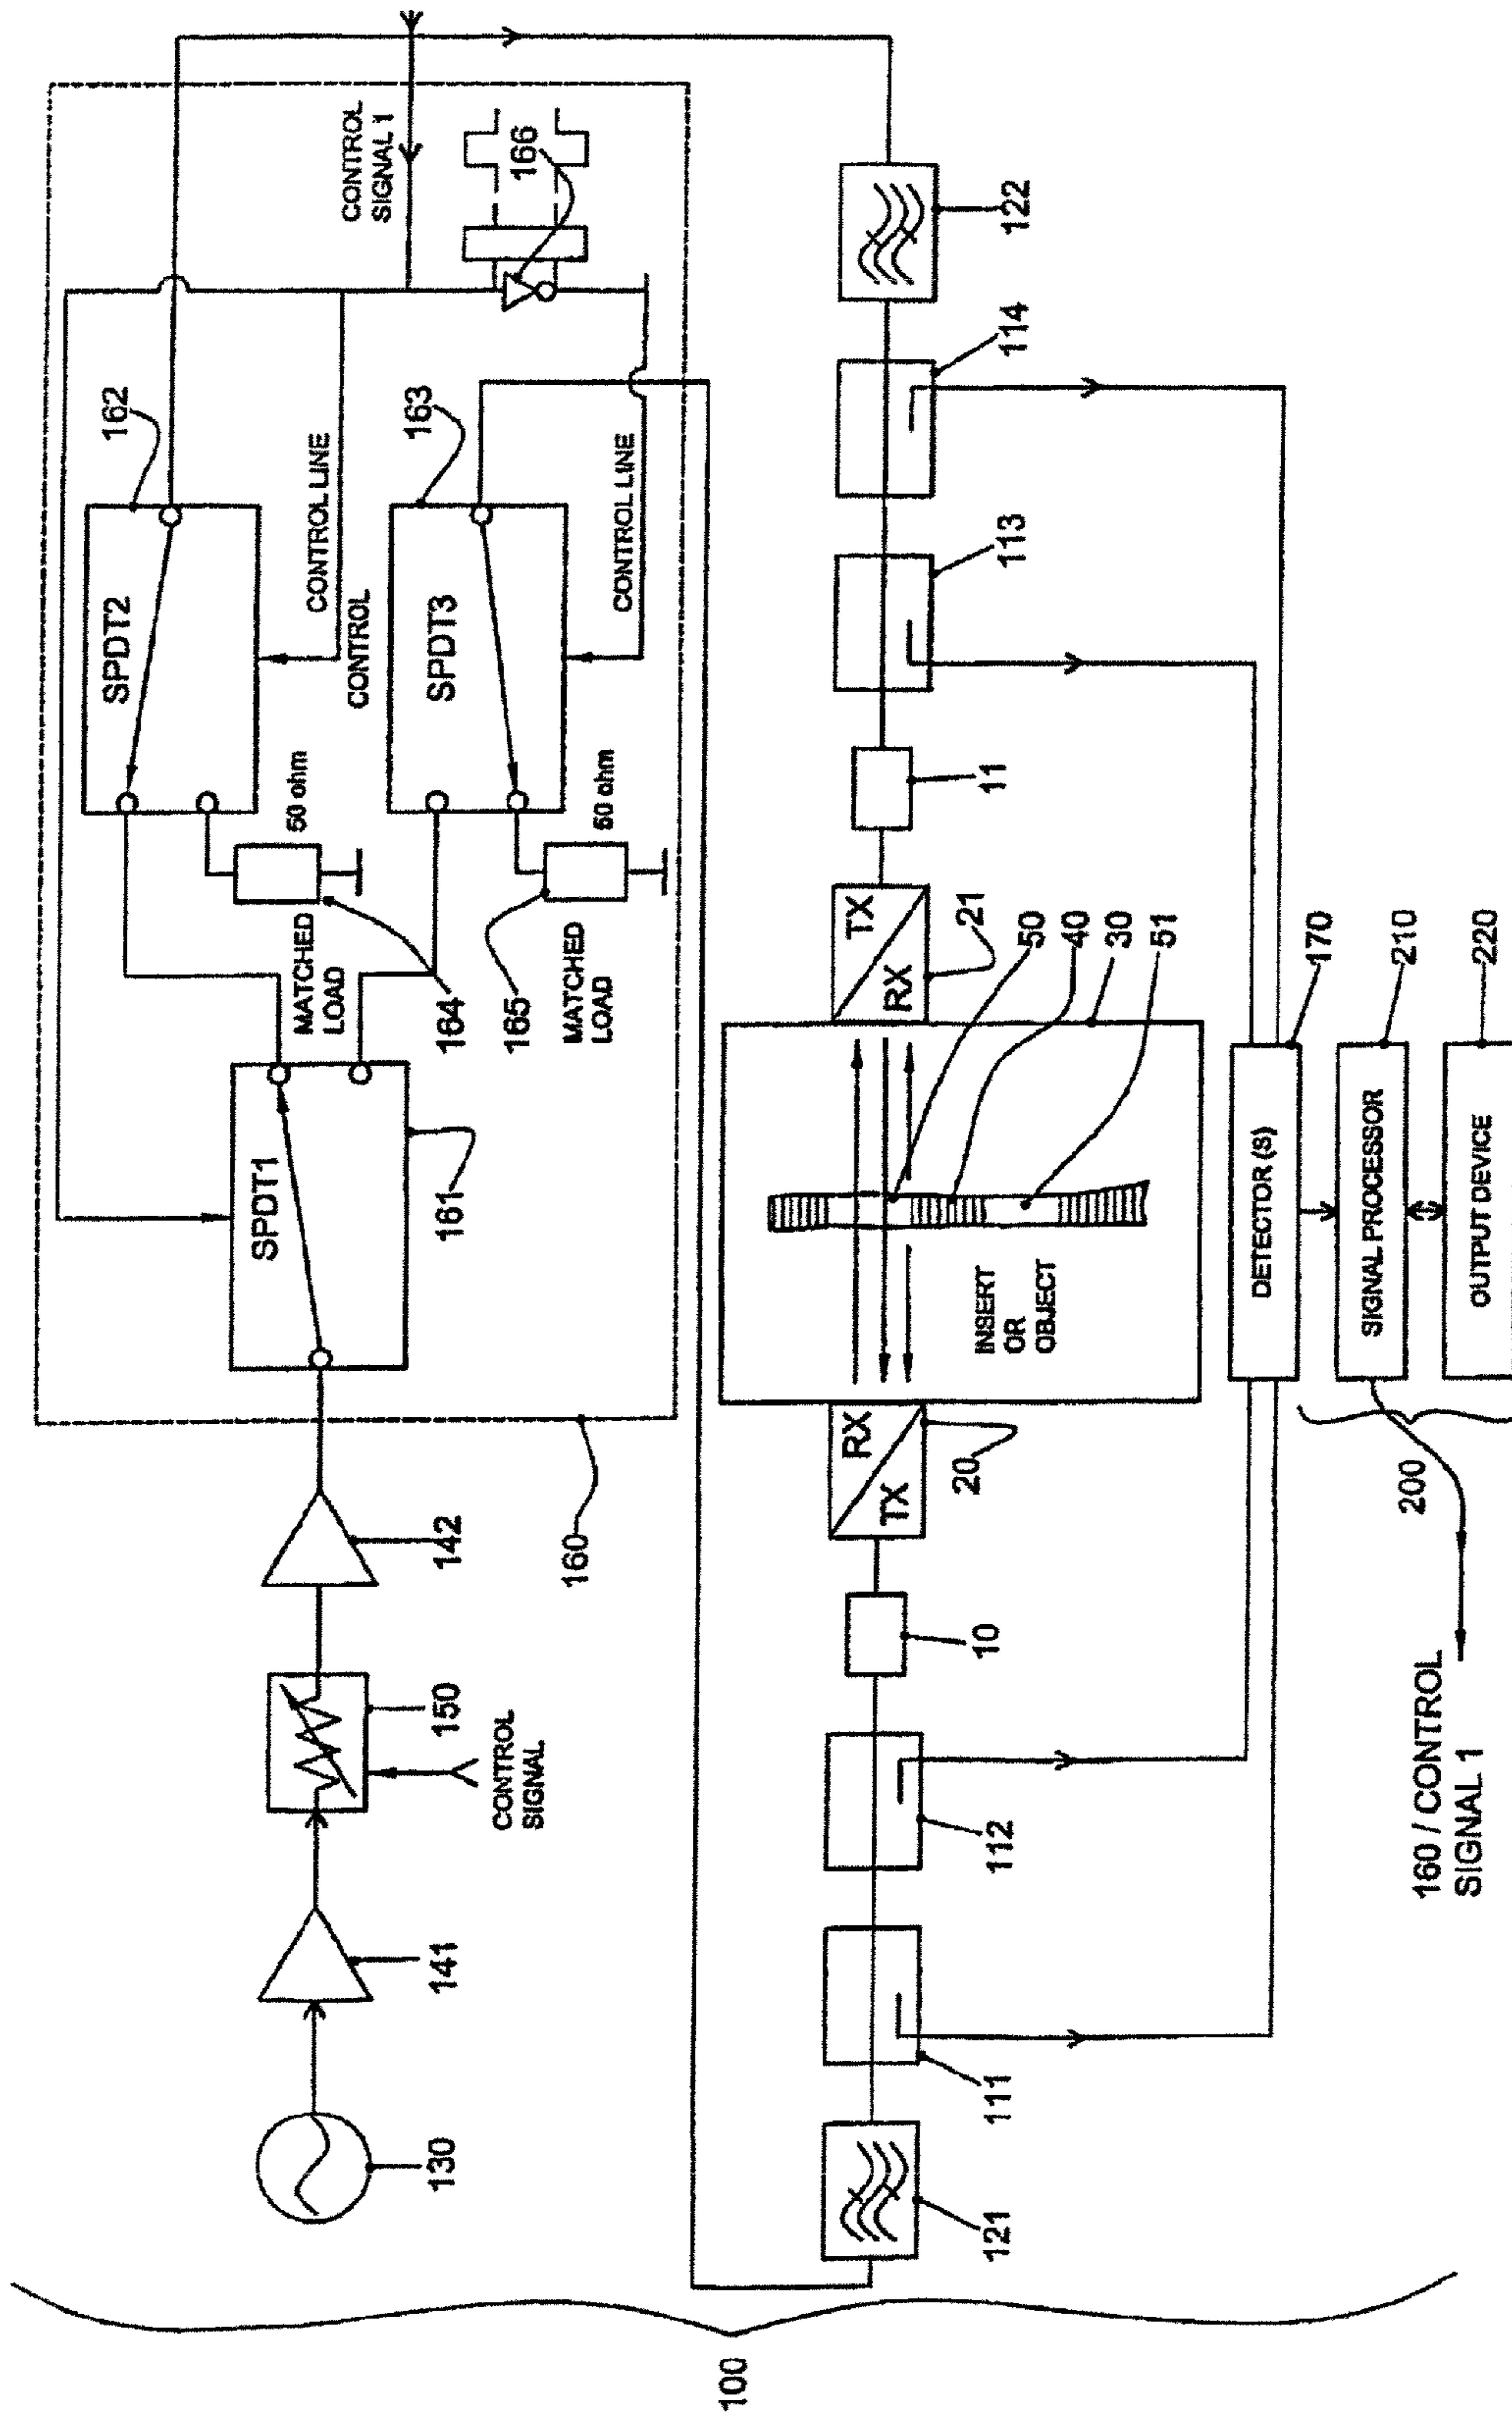 100
130
141
150
CONTROL
SIGNAL
142
160
SPDT1
161
SPDT2
162
50 ohm
MATCHED
LOAD
164
CONTROL LINE
CONTROL
SPDT3
163
50 ohm
165
MATCHED
LOAD
CONTROL LINE
CONTROL
SIGNAL 1
166
121
111
112
10
TX
RX
20
INSERT
OR
OBJECT
RX
TX
21
50
40
30
51
11
113
114
122
DETECTOR (S)
170
SIGNAL PROCESSOR
210
OUTPUT DEVICE
220
200
160 / CONTROL
SIGNAL 1